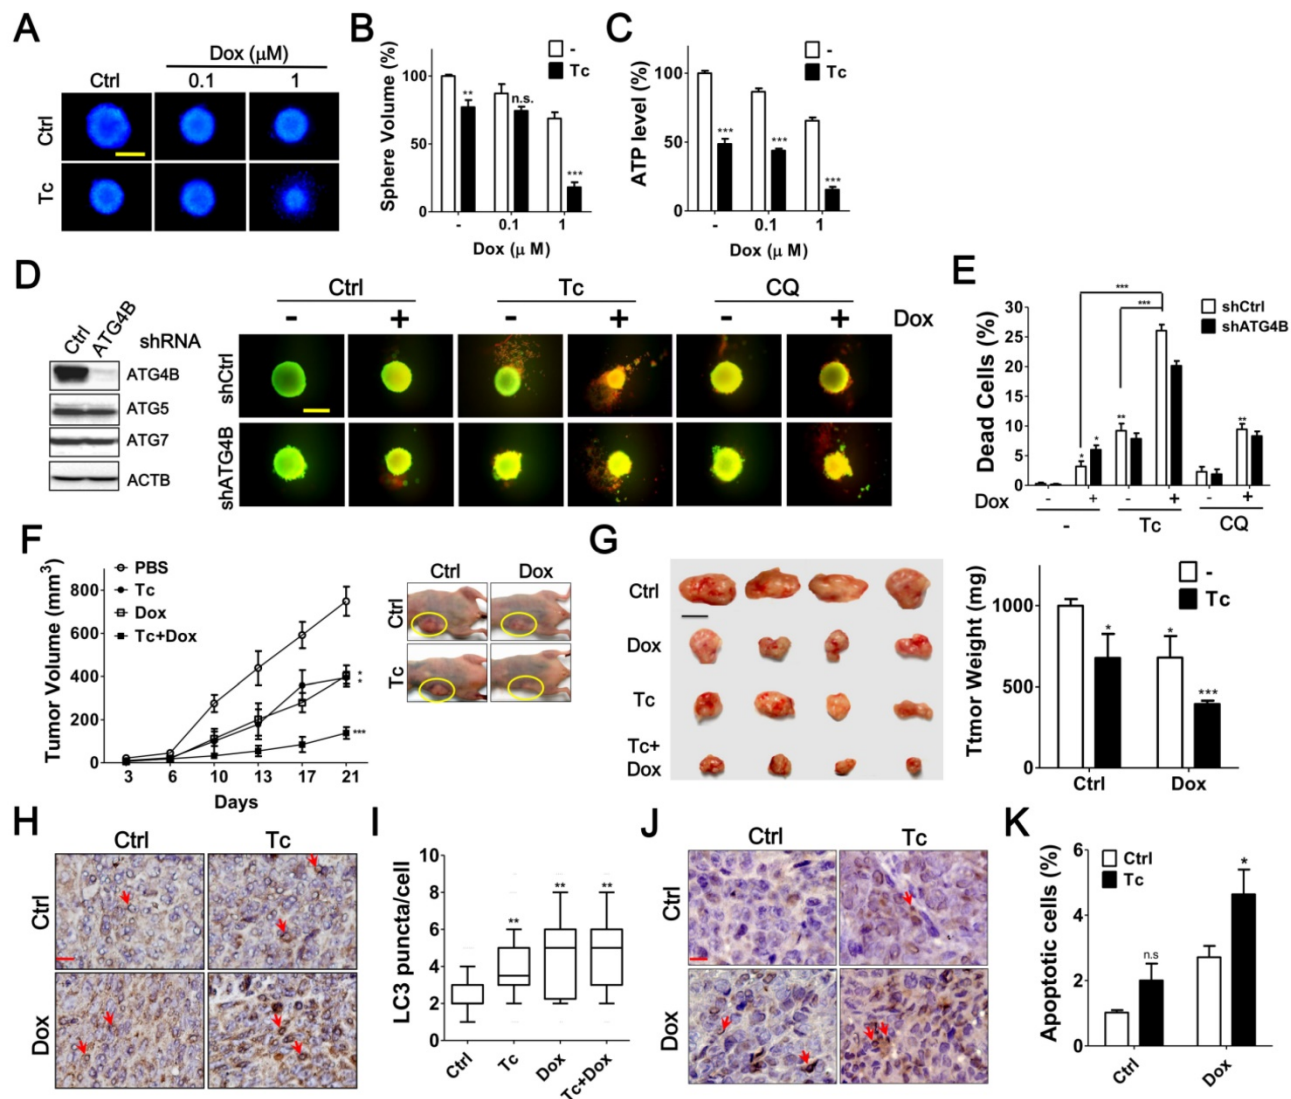 A
Dox (μM)
Ctrl
0.1
1
Ctrl
Tc
B
Sphere Volume (%)
-
Tc
100
50
0
**
n.s.
***
-
0.1
1
Dox (μ M)
C
ATP level (%)
-
Tc
100
50
0
***
***
***
-
0.1
1
Dox (μ M)
D
Ctrl
ATG4B
shRNA
ATG4B
ATG5
ATG7
ACTB
Ctrl
Tc
CQ
- + - + - + Dox
shCtrl
shATG4B
E
Dead Cells (%)
shCtrl
shATG4B
30
25
20
15
10
5
0
***
***
*
*
**
**
Dox - + - + - +
- Tc CQ
F
Tumor Volume (mm3)
PBS
Tc
Dox
Tc+Dox
800
600
400
200
0
*
*
***
3 6 10 13 17 21
Days
Ctrl Dox
Ctrl
Tc
G
Ctrl
Dox
Tc
Tc+
Dox
Ttmor Weight (mg)
-
Tc
1000
500
0
*
*
***
Ctrl Dox
H
Ctrl Tc
Ctrl
Dox
I
LC3 puncta/cell
10
8
6
4
2
0
**
**
**
Ctrl
Tc
Dox
Tc+Dox
J
Ctrl Tc
Ctrl
Dox
K
Apoptotic cells (%)
Ctrl
Tc
6
4
2
0
n.s
*
Ctrl
Dox